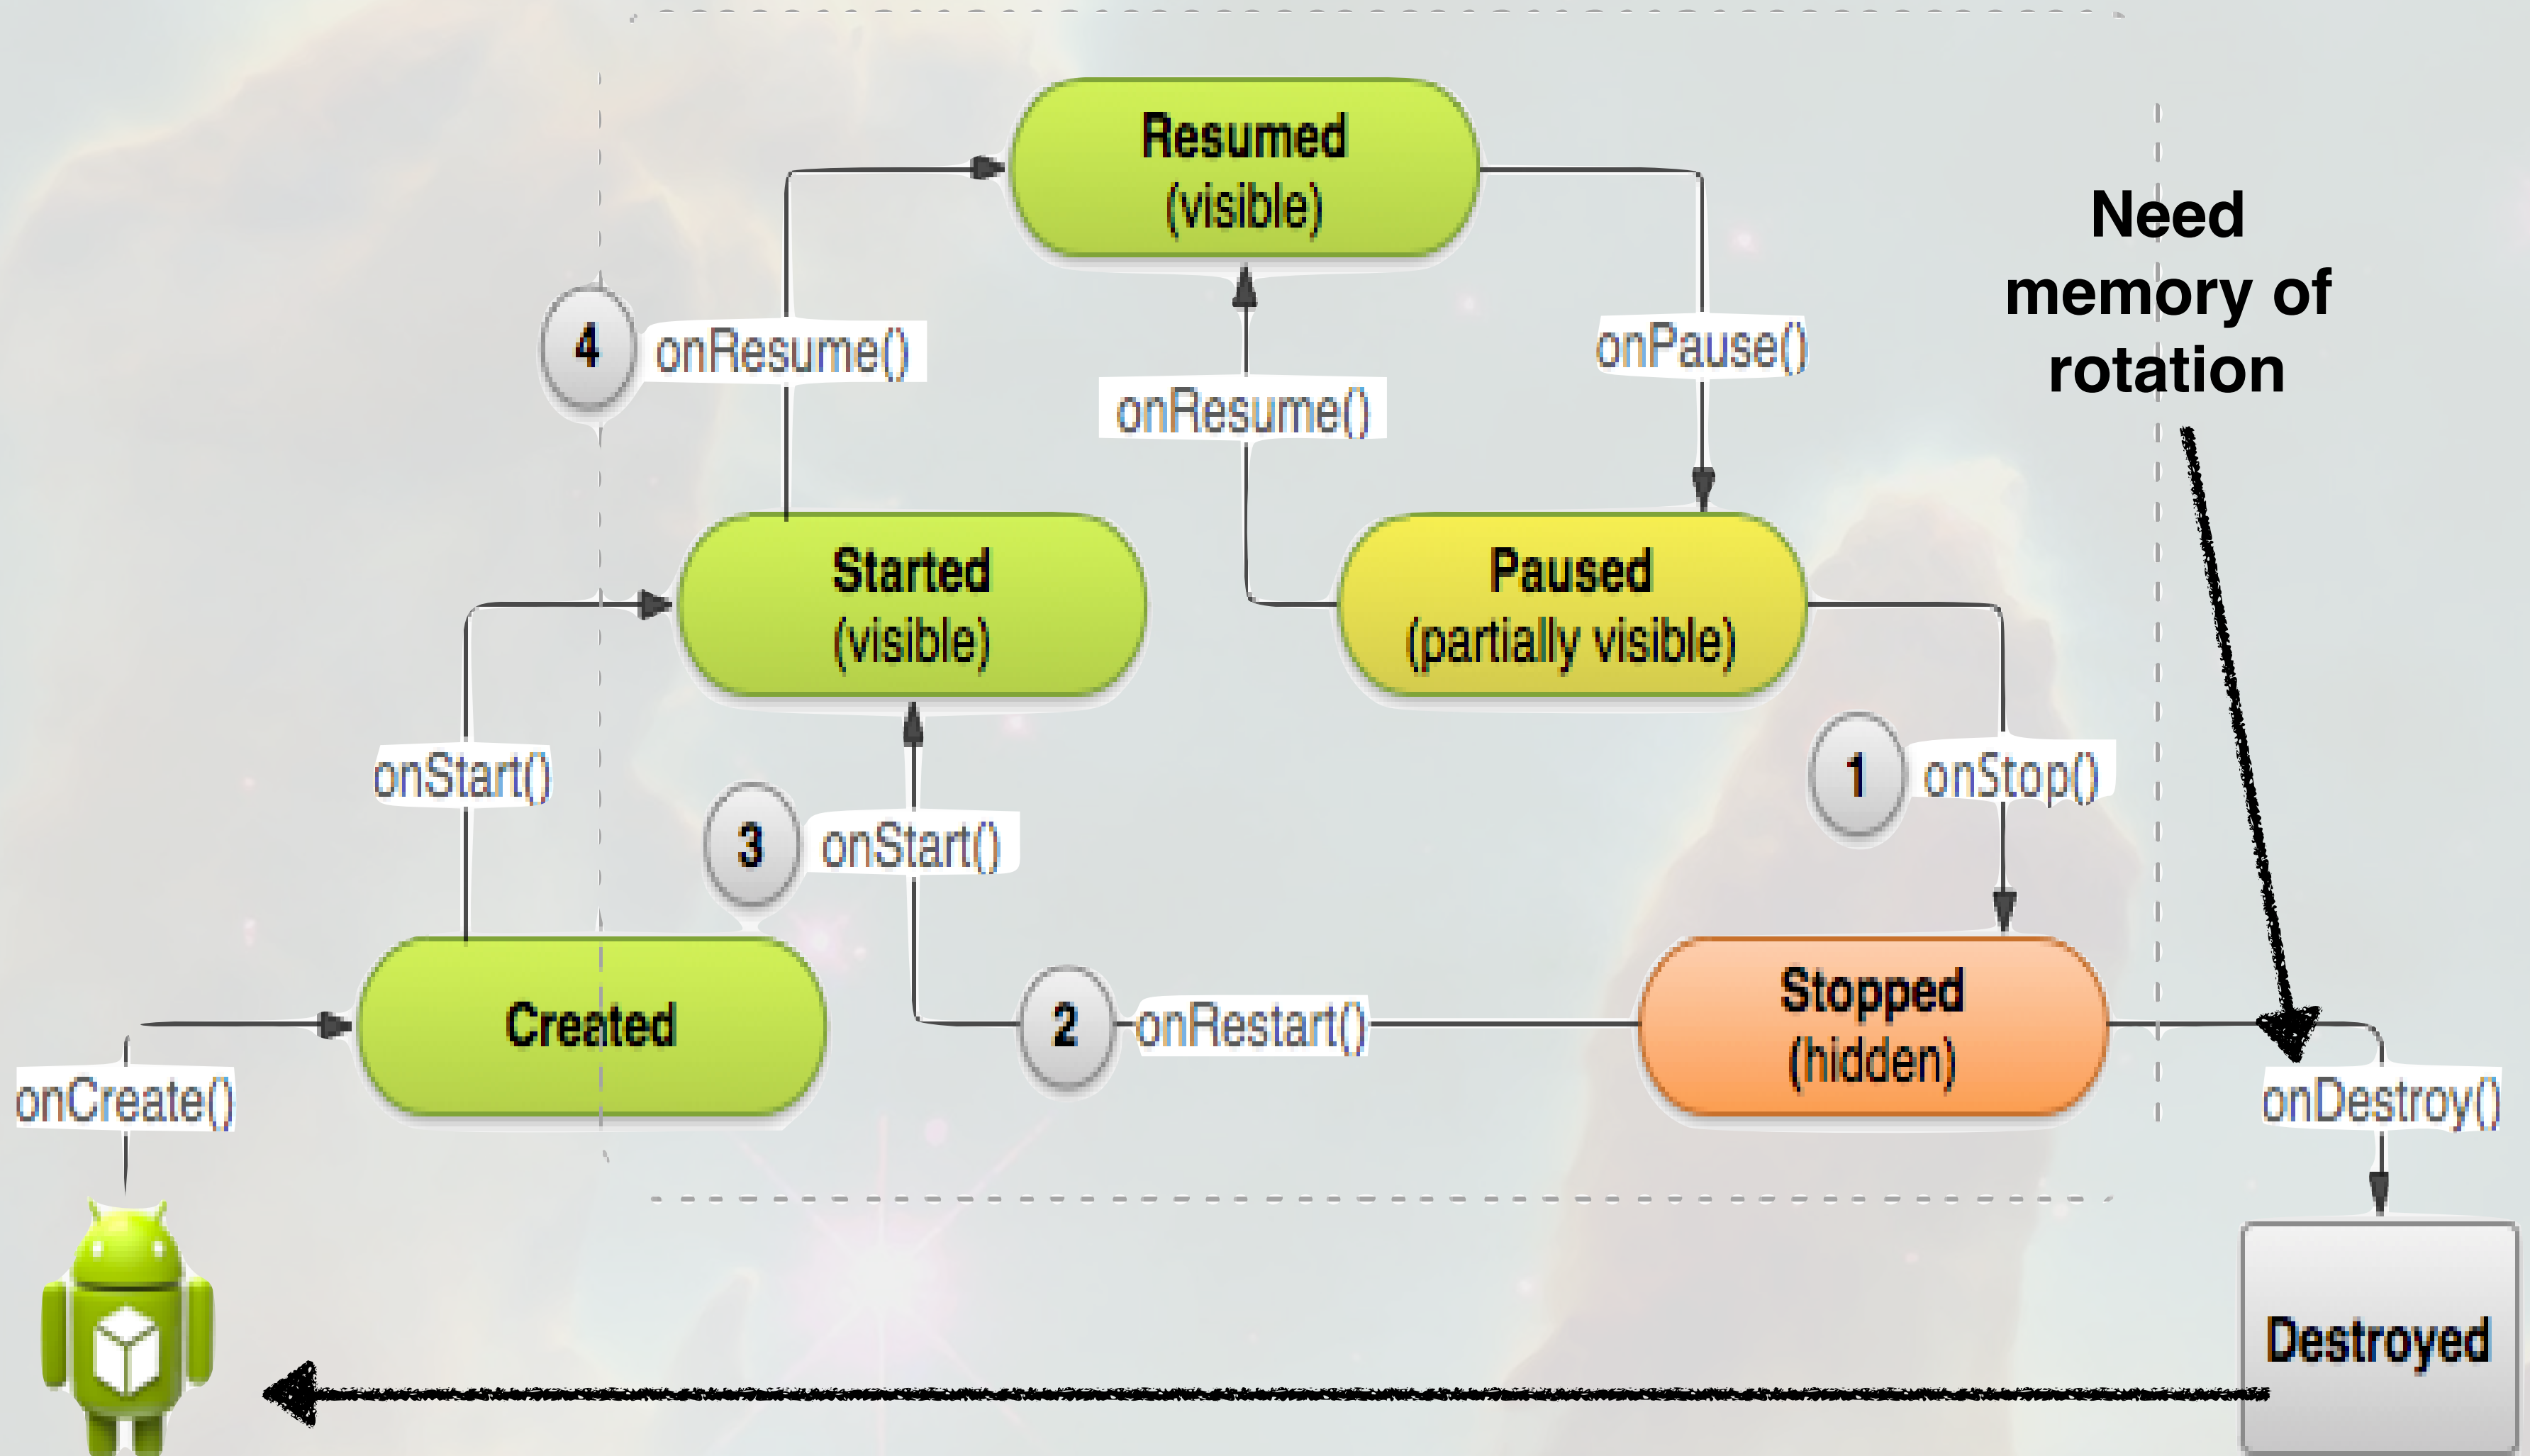 Resumed
(visible)
Need
memory of
rotation
4
onResume()
onPause()
onResume()
Started
(visible)
Paused
(partially visible)
onStart()
1
onStop()
3
onStart()
Created
2
onRestart()
Stopped
(hidden)
onCreate()
onDestroy()
Destroyed